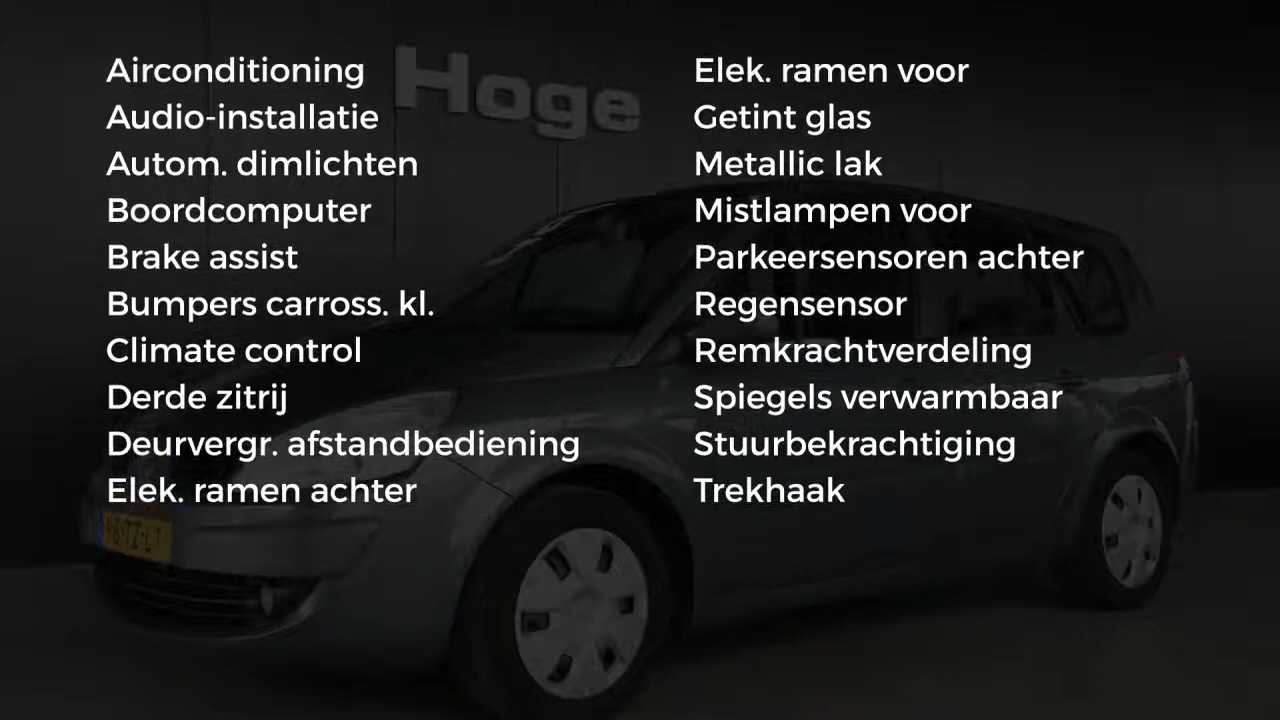 Hoge
Airconditioning
Audio-installatie
Autom. dimlichten
Boordcomputer
Brake assist
Bumpers carross. kl.
Climate control
Derde zitrij
Deurvergr. afstandbediening
Elek. ramen achter
Elek. ramen voor
Getint glas
Metallic lak
Mistlampen voor
Parkeersensoren achter
Regensensor
Remkrachtverdeling
Spiegels verwarmbaar
Stuurbekrachtiging
Trekhaak